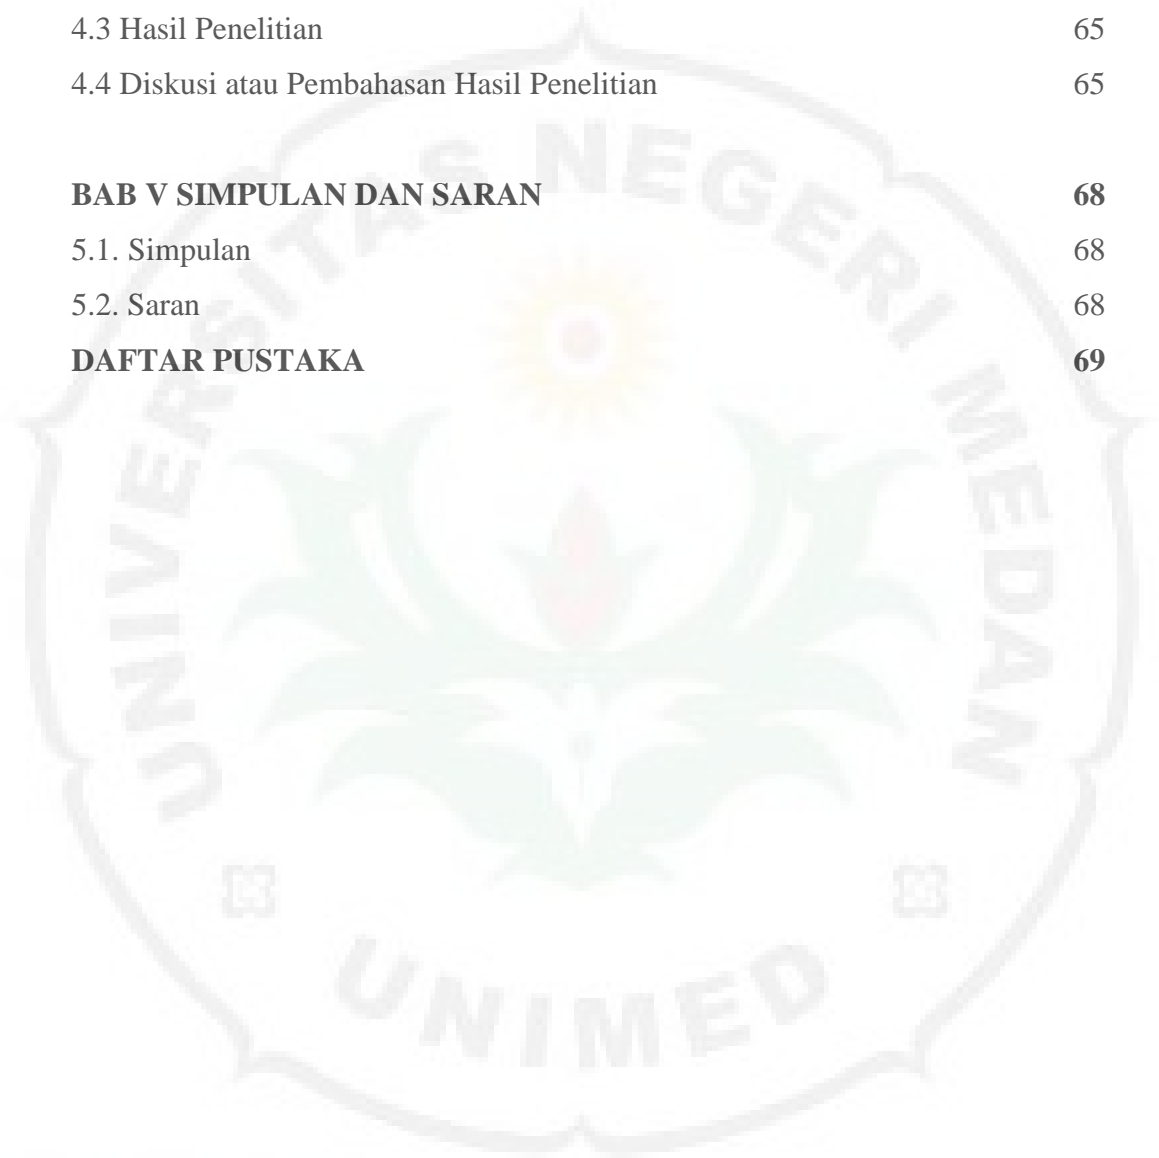 4.3 Hasil Penelitian 65
4.4 Diskusi atau Pembahasan Hasil Penelitian 65
BAB V SIMPULAN DAN SARAN 68
5.1. Simpulan 68
5.2. Saran 68
DAFTAR PUSTAKA 69
UNIVERSITAS NEGERI MEDAN
UNIMED